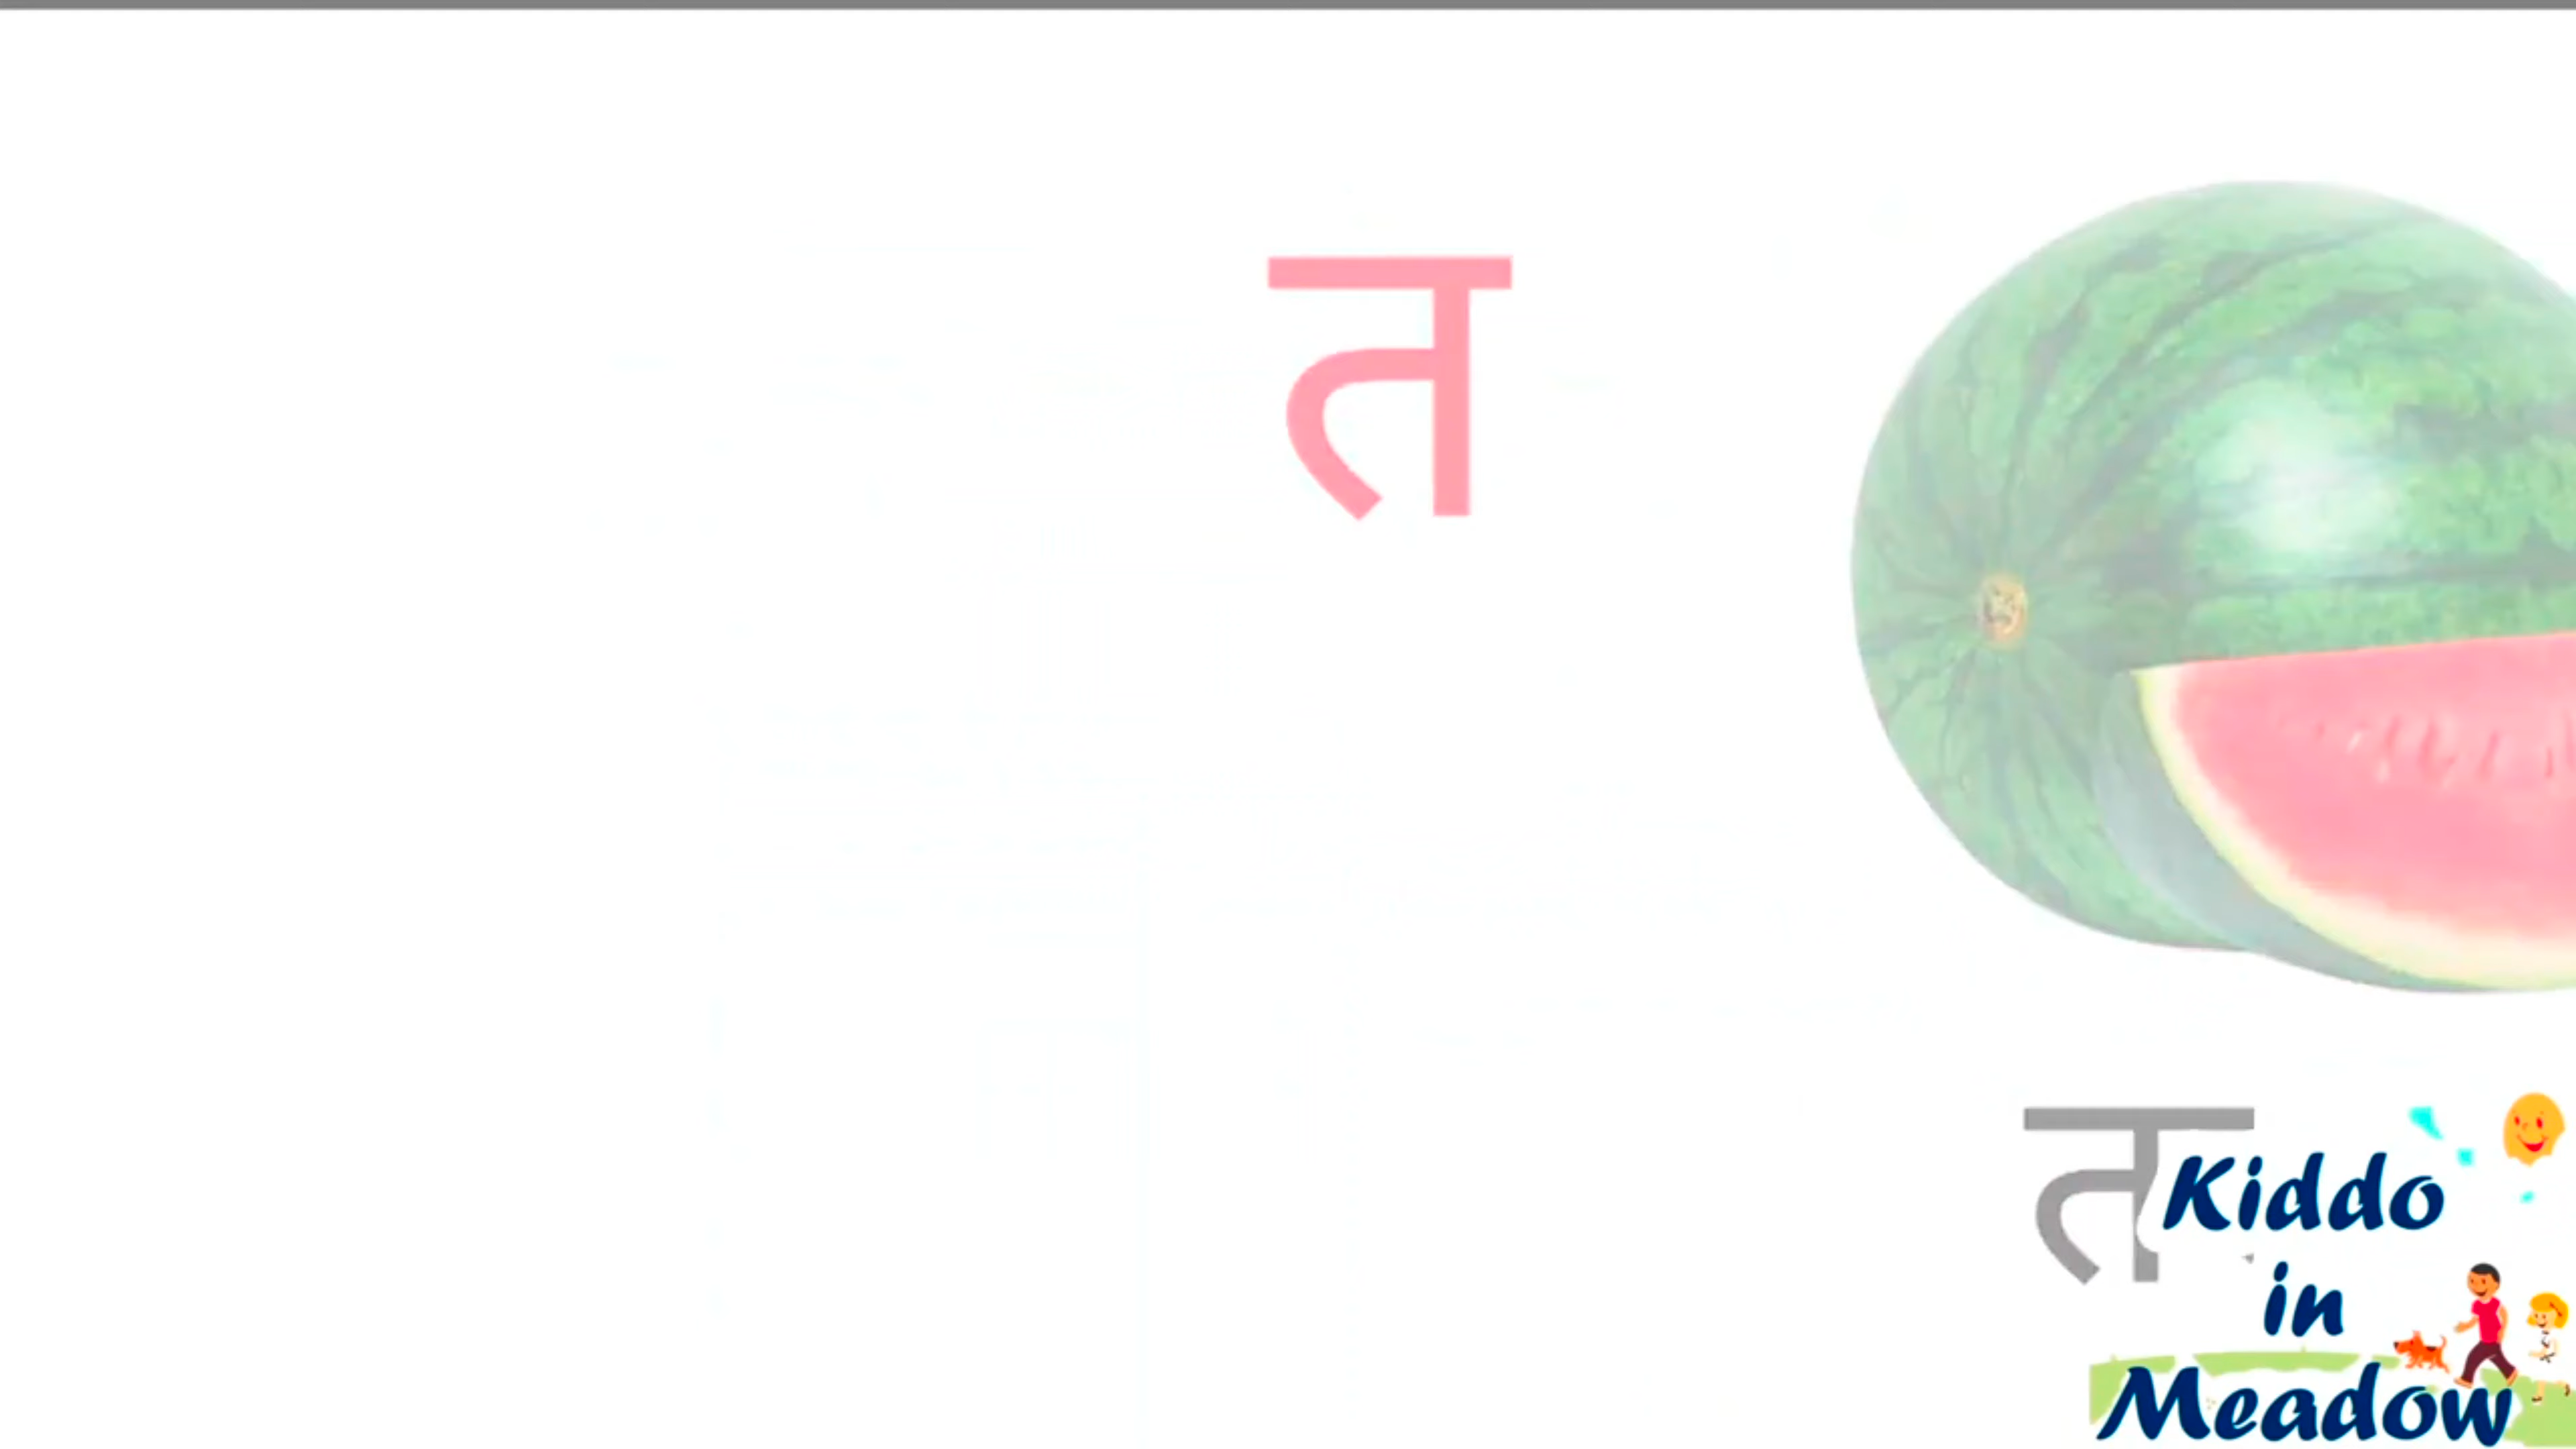 त
त
Kiddo
in
Meadow